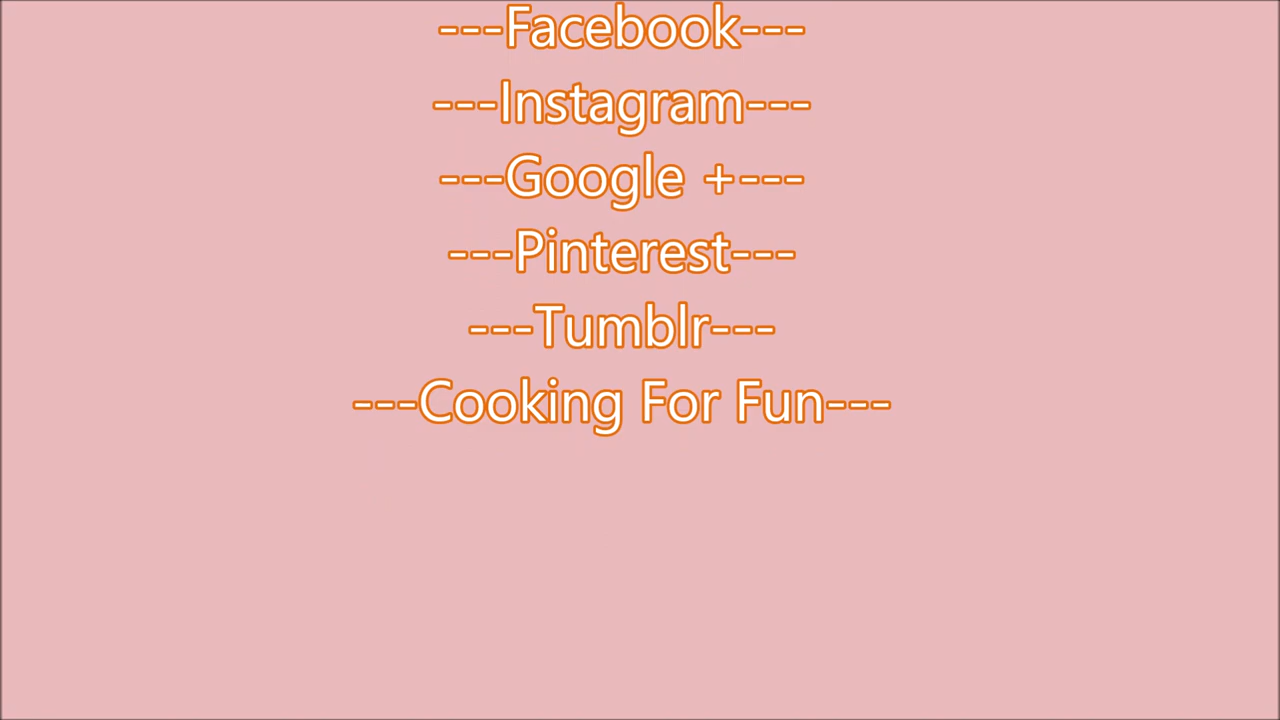 ---Facebook---
---Instagram---
---Google +---
---Pinterest---
---Tumblr---
---Cooking For Fun---